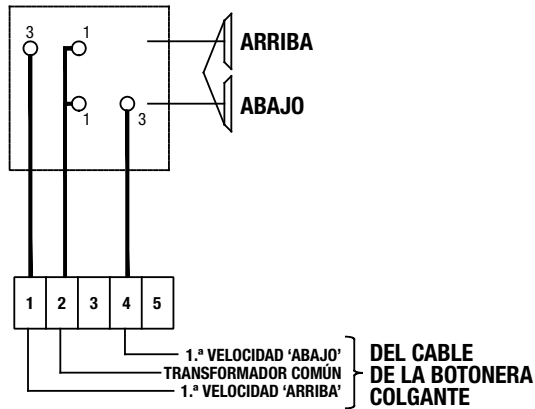 3 1
ARRIBA
1 3
ABAJO
1 2 3 4 5
1.ª VELOCIDAD ‘ABAJO’
TRANSFORMADOR COMÚN
1.ª VELOCIDAD ‘ARRIBA’
DEL CABLE
DE LA BOTONERA
COLGANTE